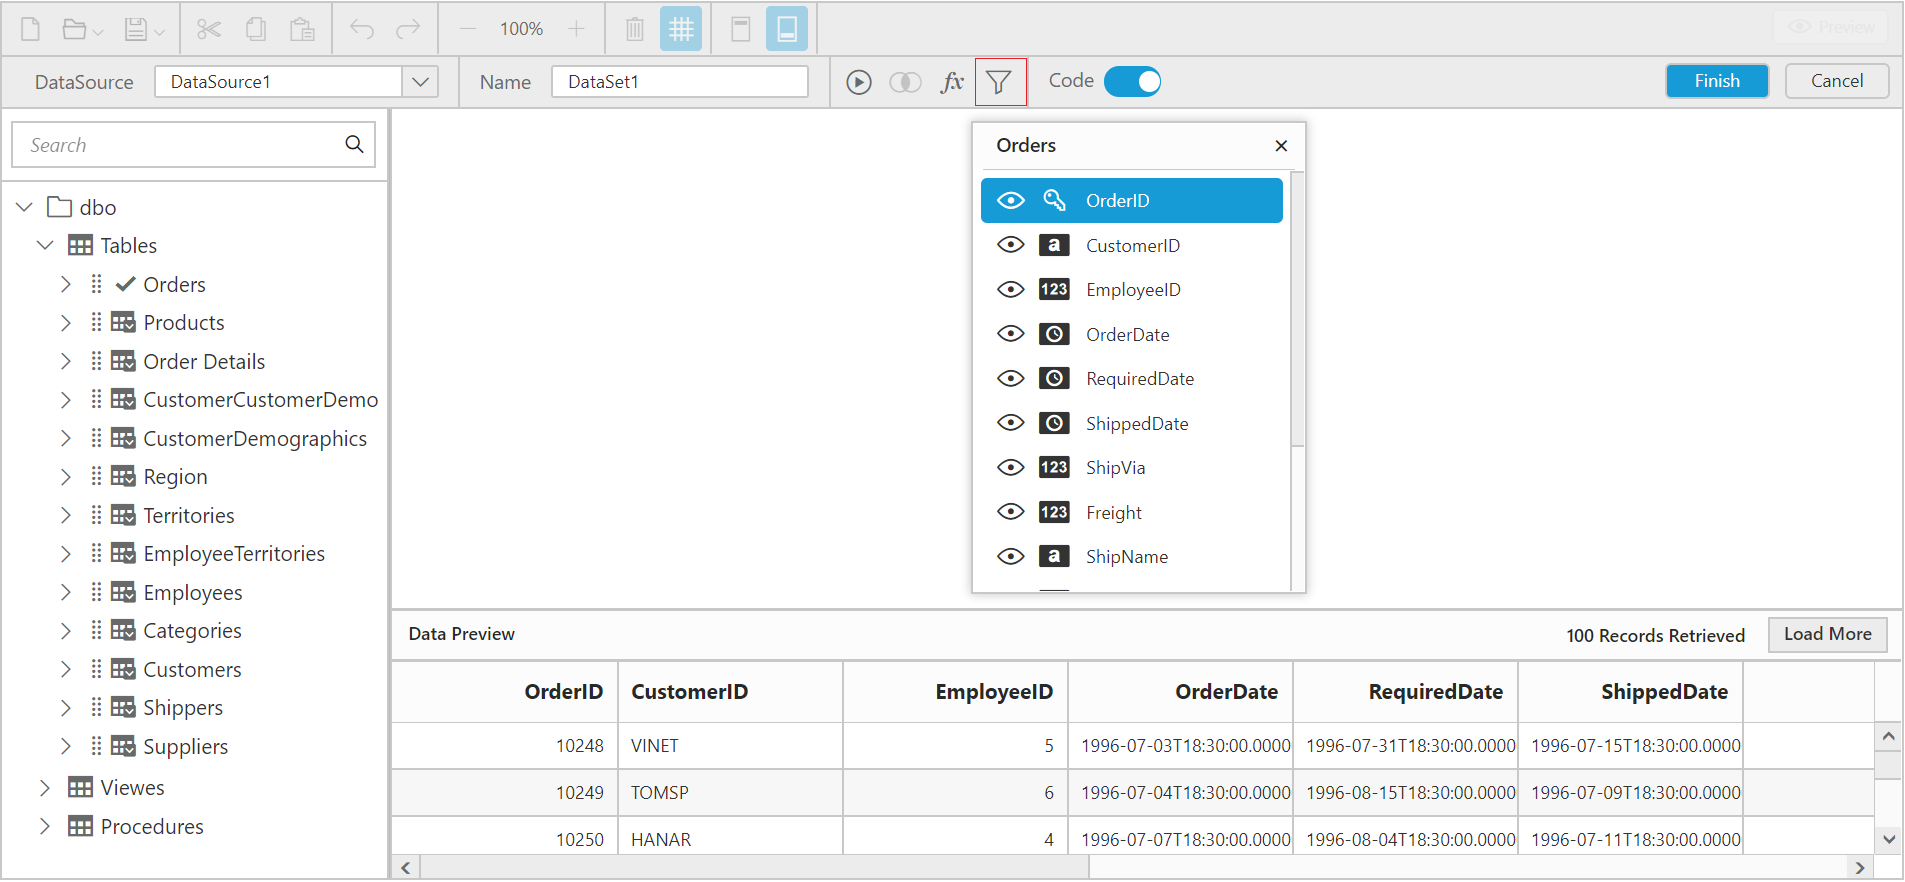 100%
Preview
DataSource DataSource1 Name DataSet1 fx Code Finish Cancel
Search
dbo
Tables
Orders
Products
Order Details
CustomerCustomerDemo
CustomerDemographics
Region
Territories
EmployeeTerritories
Employees
Categories
Customers
Shippers
Suppliers
Viewes
Procedures
Orders
OrderID
a CustomerID
123 EmployeeID
OrderDate
RequiredDate
ShippedDate
123 ShipVia
123 Freight
a ShipName
Data Preview 100 Records Retrieved Load More
OrderID CustomerID EmployeeID OrderDate RequiredDate ShippedDate
10248 VINET 5 1996-07-03T18:30:00.0000 1996-07-31T18:30:00.0000 1996-07-15T18:30:00.0000
10249 TOMSP 6 1996-07-04T18:30:00.0000 1996-08-15T18:30:00.0000 1996-07-09T18:30:00.0000
10250 HANAR 4 1996-07-07T18:30:00.0000 1996-08-04T18:30:00.0000 1996-07-11T18:30:00.0000